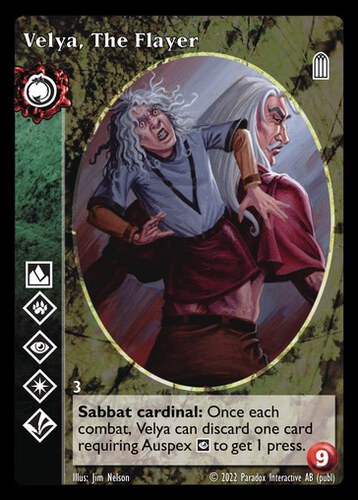 Velya, The Flayer
3
Sabbat cardinal: Once each
combat, Velya can discard one card
requiring Auspex to get 1 press.
9
Illus: Jim Nelson
© 2022 Paradox Interactive AB (publ)